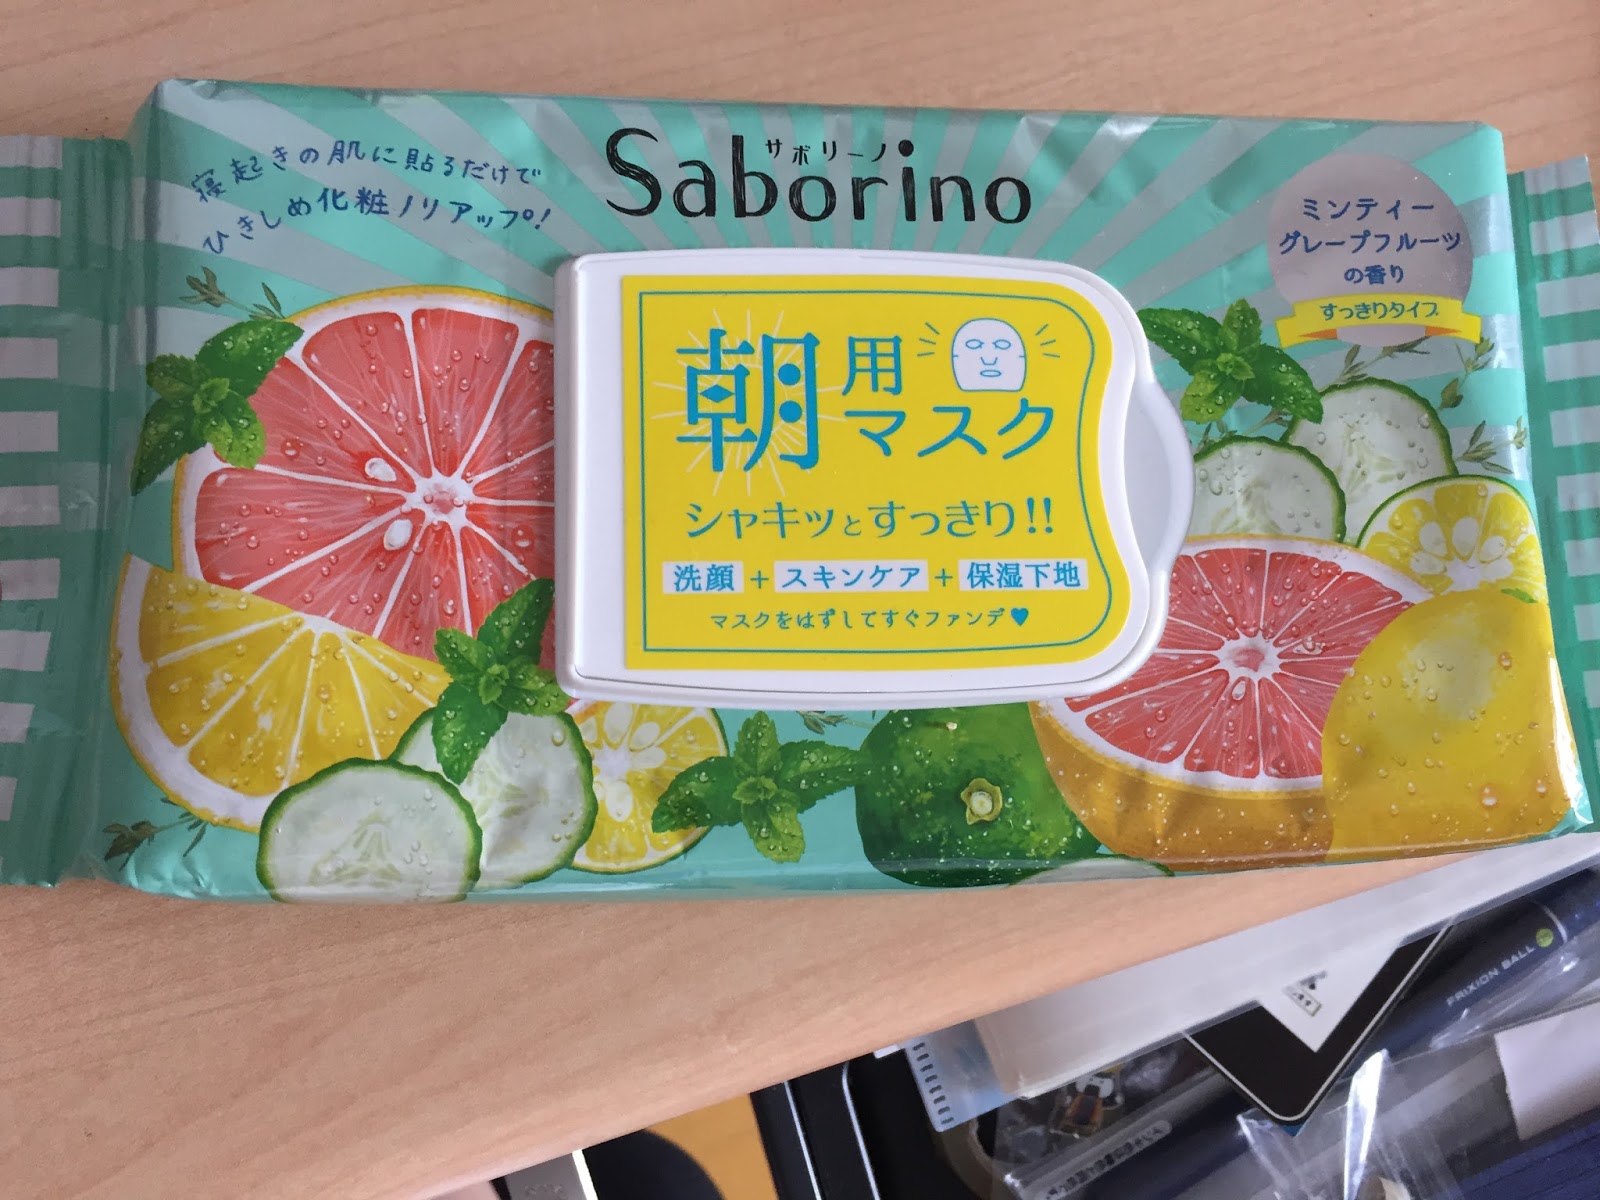 寝起きの肌に貼るだけで
ひきしめ化粧ノリアップ!
サボリーノ
Saborino
ミンティー
グレープフルーツ
の香り
すっきりタイプ
朝用
マスク
シャキッとすっきり!!
洗顔 + スキンケア + 保湿下地
マスクをはずしてすぐファンデ♥
FRIXION BALL